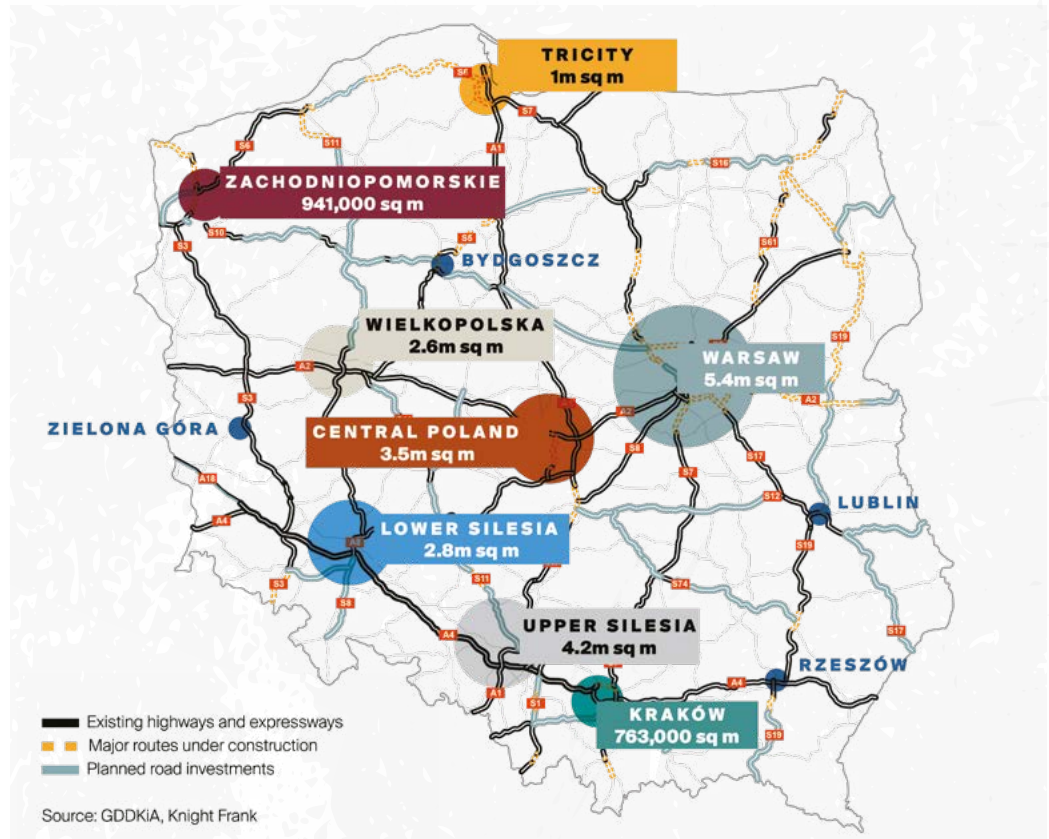 TRICITY
1m sq m
S6
S7
A1
S6
S11
S16
ZACHODNIOPOMORSKIE
941,000 sq m
S10
S3
S5
BYDGOSZCZ
S61
WIELKOPOLSKA
2.6m sq m
S19
WARSAW
5.4m sq m
A2
A2
S3
A2
ZIELONA GÓRA
CENTRAL POLAND
3.5m sq m
S8
S17
A18
S12
LUBLIN
A4
LOWER SILESIA
2.8m sq m
S19
S3
S8
S11
S74
UPPER SILESIA
4.2m sq m
A4
S17
RZESZÓW
A1
S1
A4
KRAKÓW
763,000 sq m
S19
Existing highways and expressways
Major routes under construction
Planned road investments
Source: GDDKiA, Knight Frank